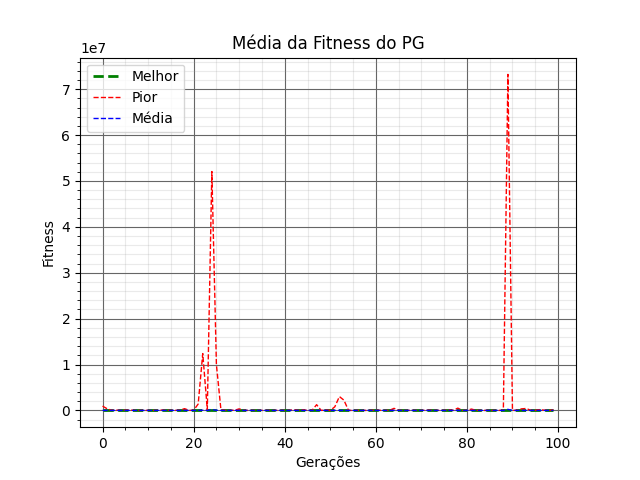 Média da Fitness do PG
1e7
Melhor
Pior
Média
7
6
5
4
3
2
1
0
Fitness
0 20 40 60 80 100
Gerações